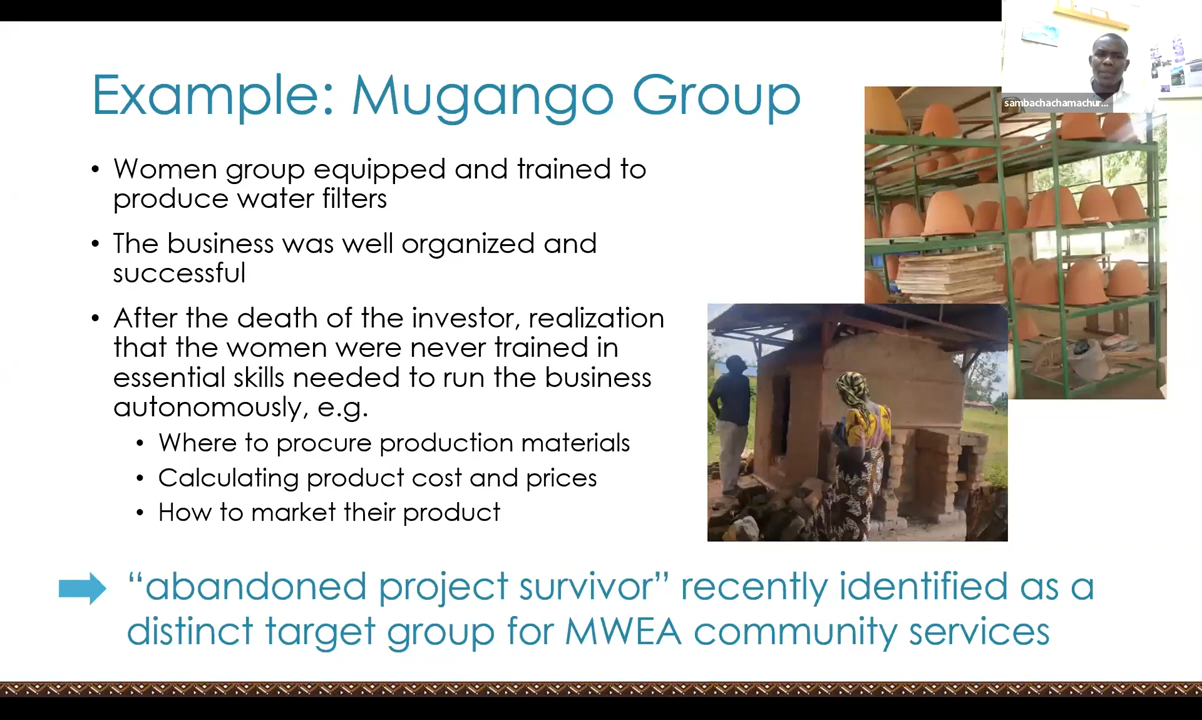 sambachachamachur...
Example: Mugango Group
• Women group equipped and trained to
produce water filters
• The business was well organized and
successful
• After the death of the investor, realization
that the women were never trained in
essential skills needed to run the business
autonomously, e.g.
• Where to procure production materials
• Calculating product cost and prices
• How to market their product
“abandoned project survivor” recently identified as a
distinct target group for MWEA community services